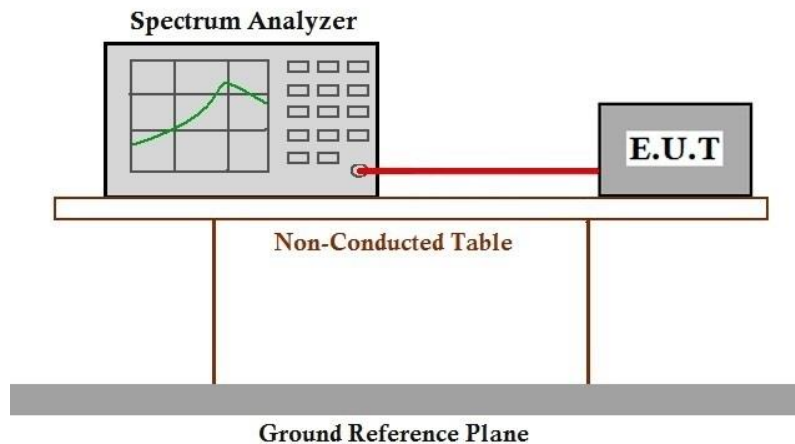 Spectrum Analyzer
E.U.T
Non-Conducted Table
Ground Reference Plane